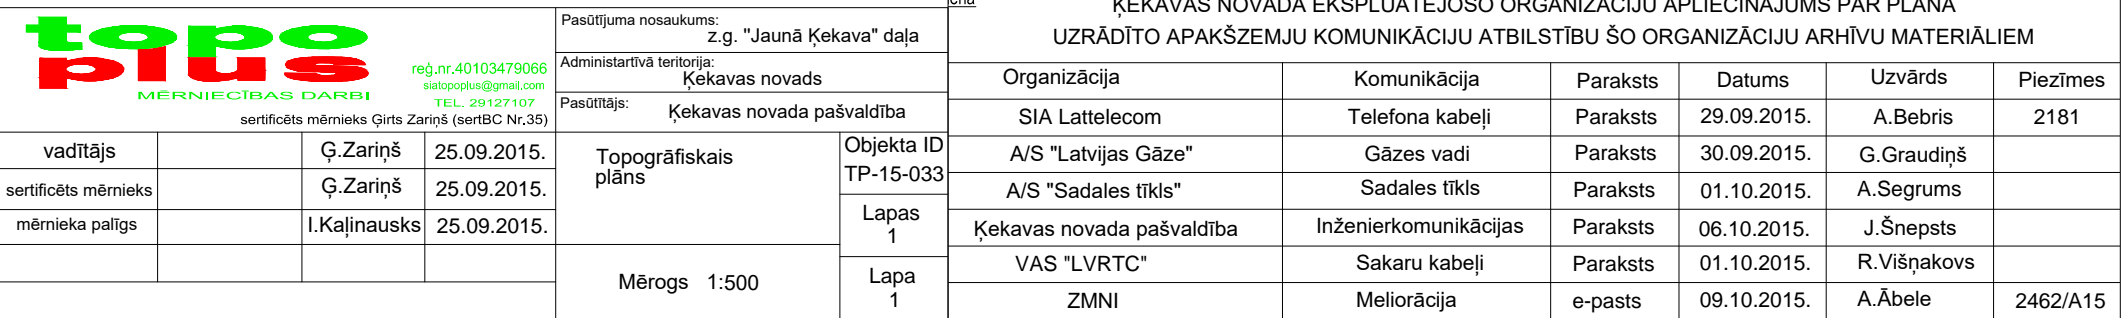 topo
plus
MĒRNIECĪBAS DARBI
reģ.nr.40103479066
siatopoplus@gmail.com
TEL. 29127107
sertificēts mērnieks Ģirts Zariņš (sertBC Nr.35)
Pasūtījuma nosaukums:
z.g. "Jaunā Ķekava" daļa
Administartīvā teritorija:
Ķekavas novads
Pasūtītājs:
Ķekavas novada pašvaldība
vadītājs Ģ.Zariņš 25.09.2015.
sertificēts mērnieks Ģ.Zariņš 25.09.2015.
mērnieka palīgs I.Kaļinausks 25.09.2015.
Topogrāfiskais
plāns
Mērogs 1:500
Objekta ID
TP-15-033
Lapas
1
Lapa
1
ĶEKAVAS NOVADA EKSPLUATĒJOŠO ORGANIZĀCIJU APLIECINĀJUMS PAR PLĀNĀ
UZRĀDĪTO APAKŠZEMJU KOMUNIKĀCIJU ATBILSTĪBU ŠO ORGANIZĀCIJU ARHĪVU MATERIĀLIEM
Organizācija Komunikācija Paraksts Datums Uzvārds Piezīmes
SIA Lattelecom Telefona kabeļi Paraksts 29.09.2015. A.Bebris 2181
A/S "Latvijas Gāze" Gāzes vadi Paraksts 30.09.2015. G.Graudiņš
A/S "Sadales tīkls" Sadales tīkls Paraksts 01.10.2015. A.Segrums
Ķekavas novada pašvaldība Inženierkomunikācijas Paraksts 06.10.2015. J.Šnepsts
VAS "LVRTC" Sakaru kabeļi Paraksts 01.10.2015. R.Višņakovs
ZMNI Meliorācija e-pasts 09.10.2015. A.Ābele 2462/A15